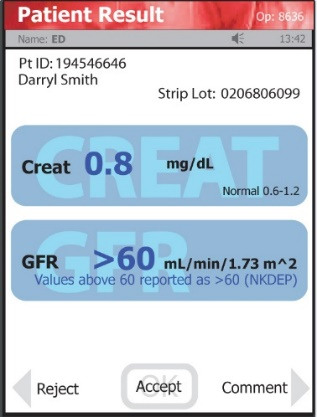 Patient Result Op: 8636
Name: ED 13:42
Pt ID: 194546646
Darryl Smith
Strip Lot: 0206806099
CREAT
Creat 0.8 mg/dL
Normal 0.6-1.2
GFR
GFR >60 mL/min/1.73 m^2
Values above 60 reported as >60 (NKDEP)
OK
Reject Accept Comment